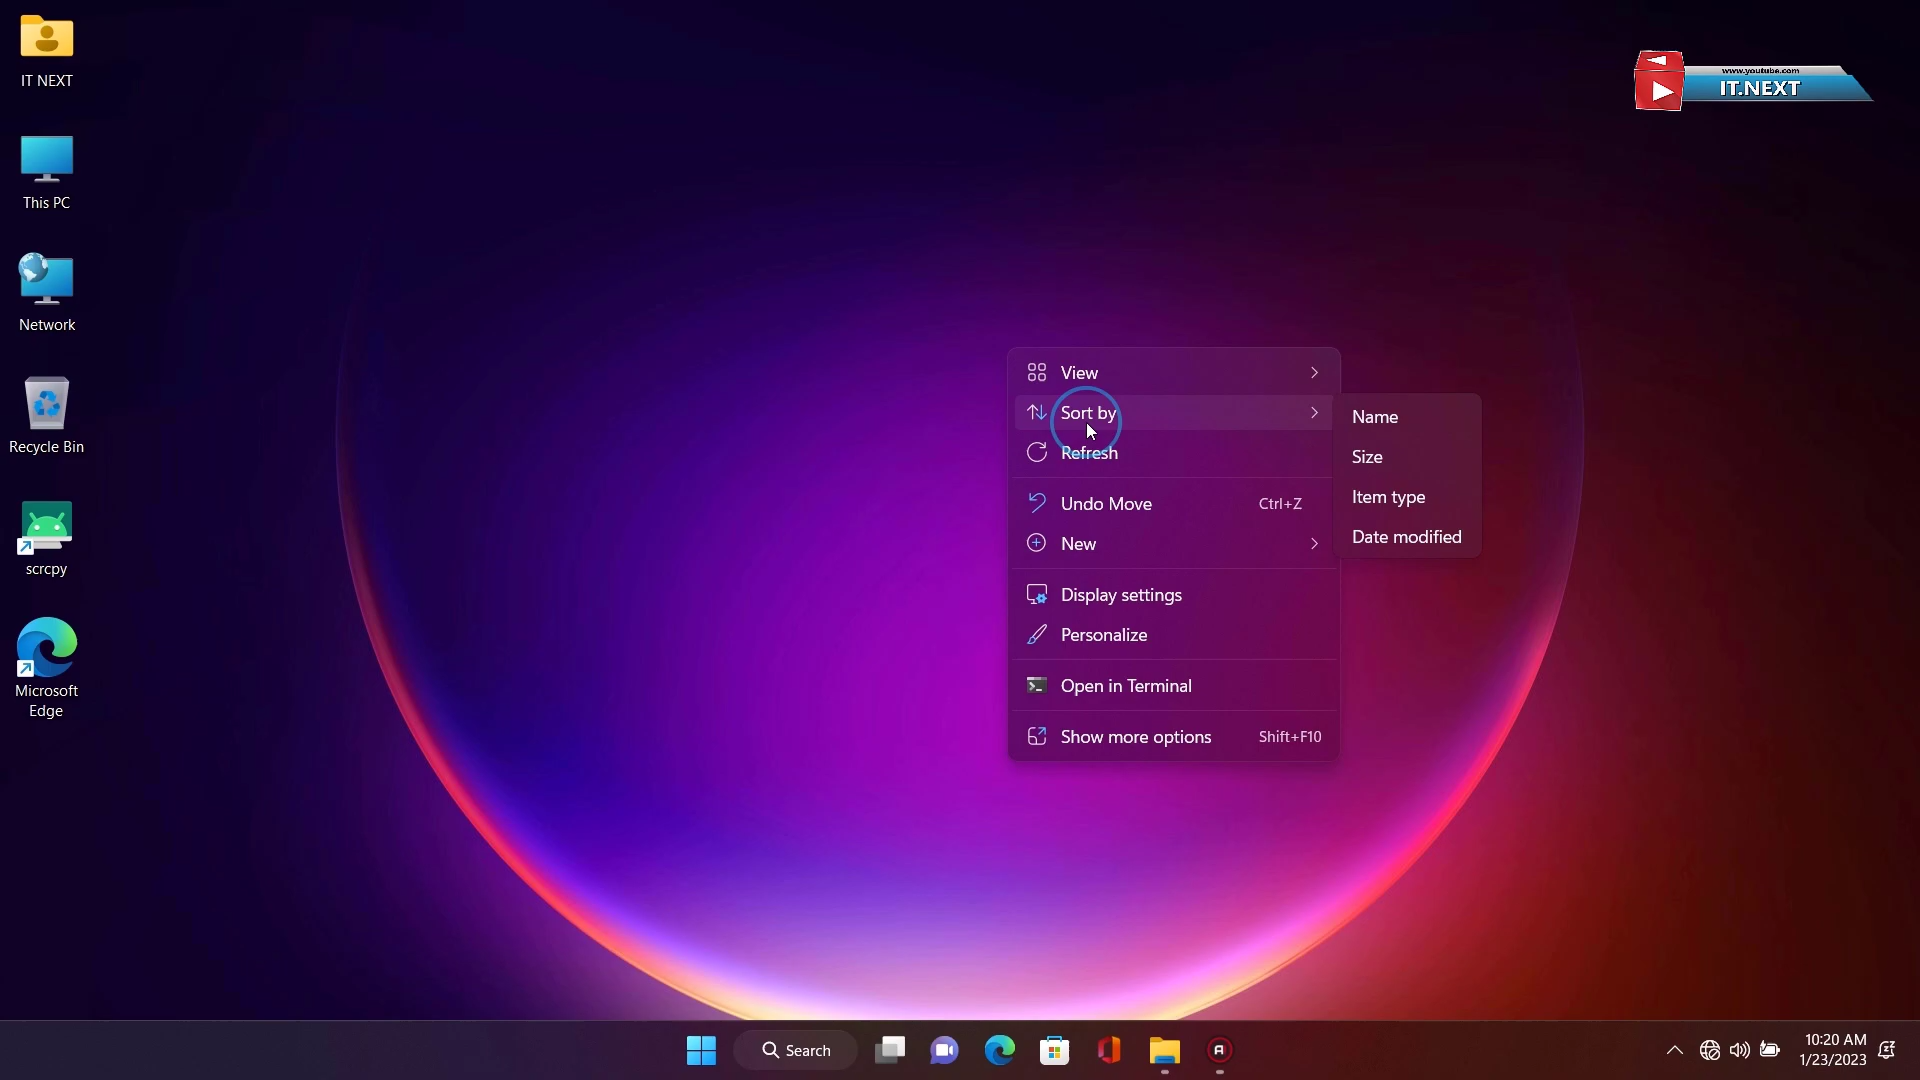 IT NEXT
This PC
Network
Recycle Bin
scrcpy
Microsoft
Edge
www.youtube.com
IT.NEXT
View
Sort by
Refresh
Undo Move Ctrl+Z
New
Display settings
Personalize
Open in Terminal
Show more options Shift+F10
Name
Size
Item type
Date modified
Search
10:20 AM
1/23/2023